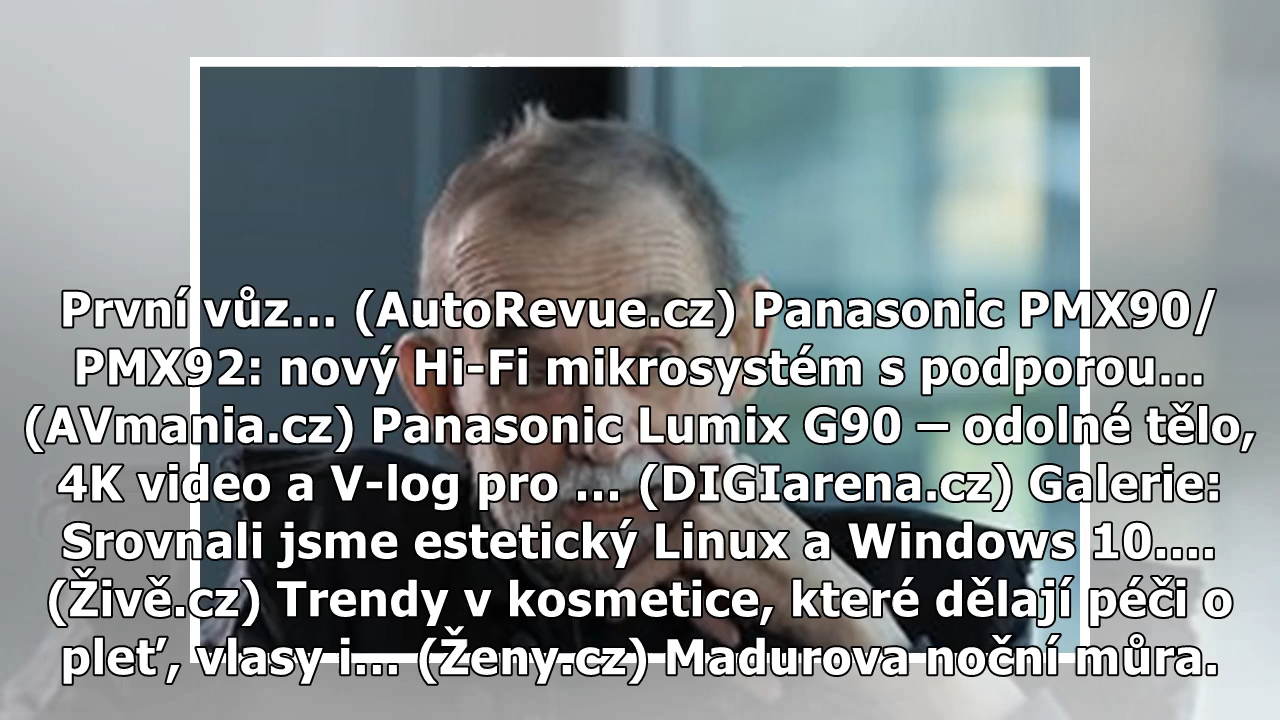 První vůz... (AutoRevue.cz) Panasonic PMX90/
PMX92: nový Hi-Fi mikrosystém s podporou...
(AVmania.cz) Panasonic Lumix G90 – odolné tělo,
4K video a V-log pro ... (DIGIarena.cz) Galerie:
Srovnali jsme estetický Linux a Windows 10....
(Živě.cz) Trendy v kosmetice, které dělají péči o
pleť, vlasy i... (Ženy.cz) Madurova noční můra.